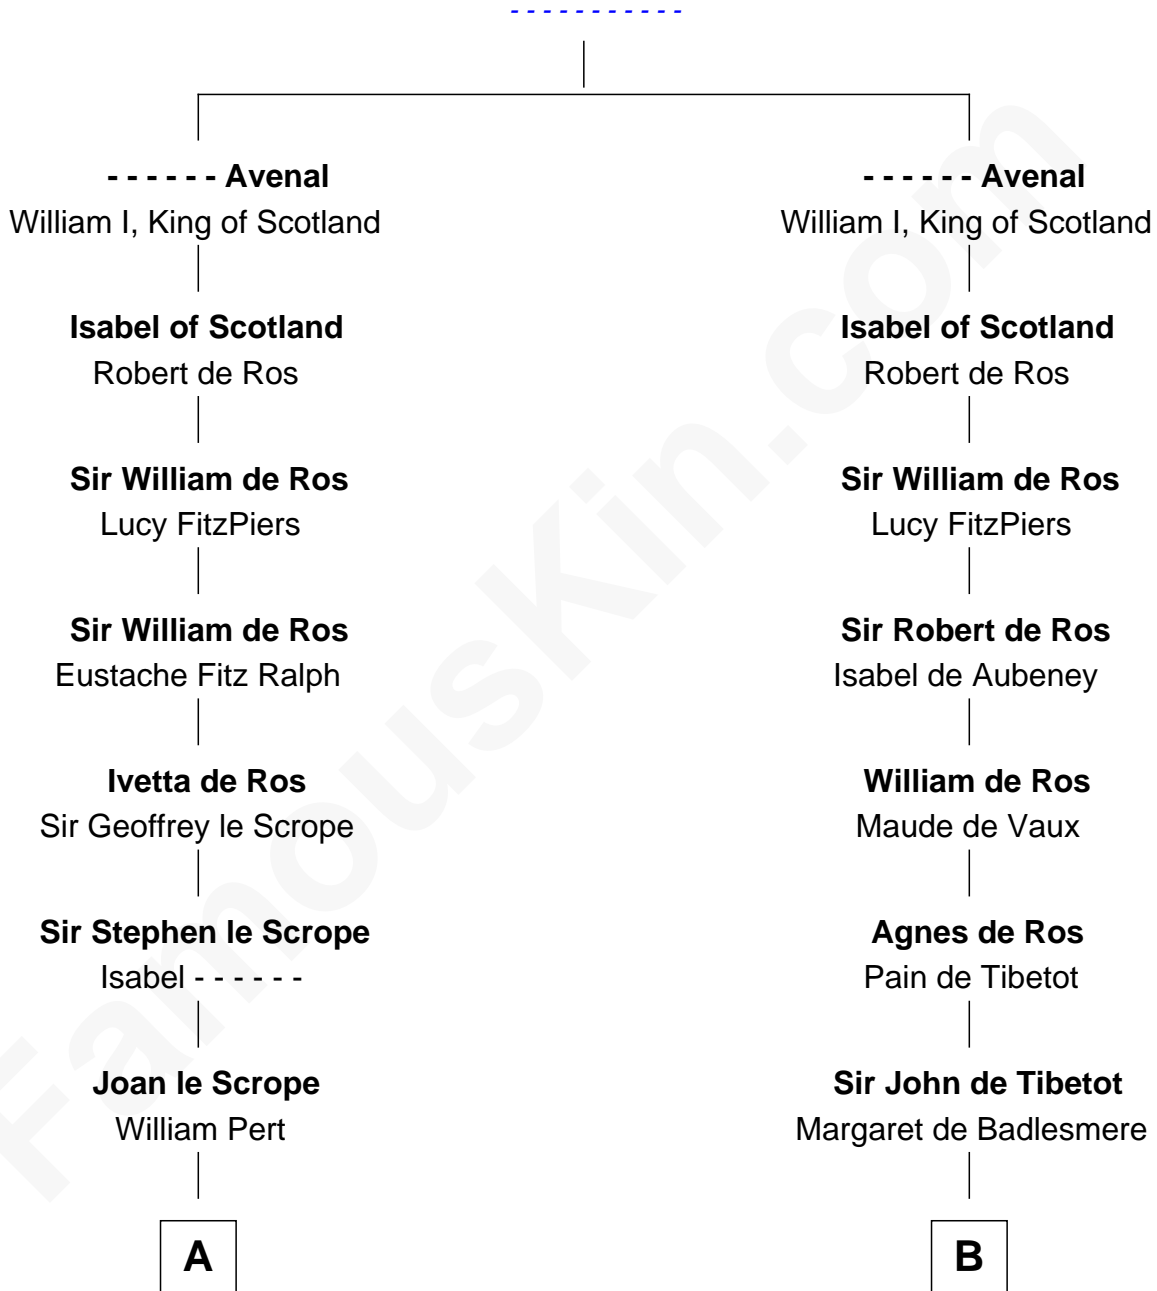 - - - - - - - - - - -
- - - - - - Avenal
William I, King of Scotland
Isabel of Scotland
Robert de Ros
Sir William de Ros
Lucy FitzPiers
Sir William de Ros
Eustache Fitz Ralph
Ivetta de Ros
Sir Geoffrey le Scrope
Sir Stephen le Scrope
Isabel - - - - - -
Joan le Scrope
William Pert
A
- - - - - - Avenal
William I, King of Scotland
Isabel of Scotland
Robert de Ros
Sir William de Ros
Lucy FitzPiers
Sir Robert de Ros
Isabel de Aubeney
William de Ros
Maude de Vaux
Agnes de Ros
Pain de Tibetot
Sir John de Tibetot
Margaret de Badlesmere
B
FamousKin.com